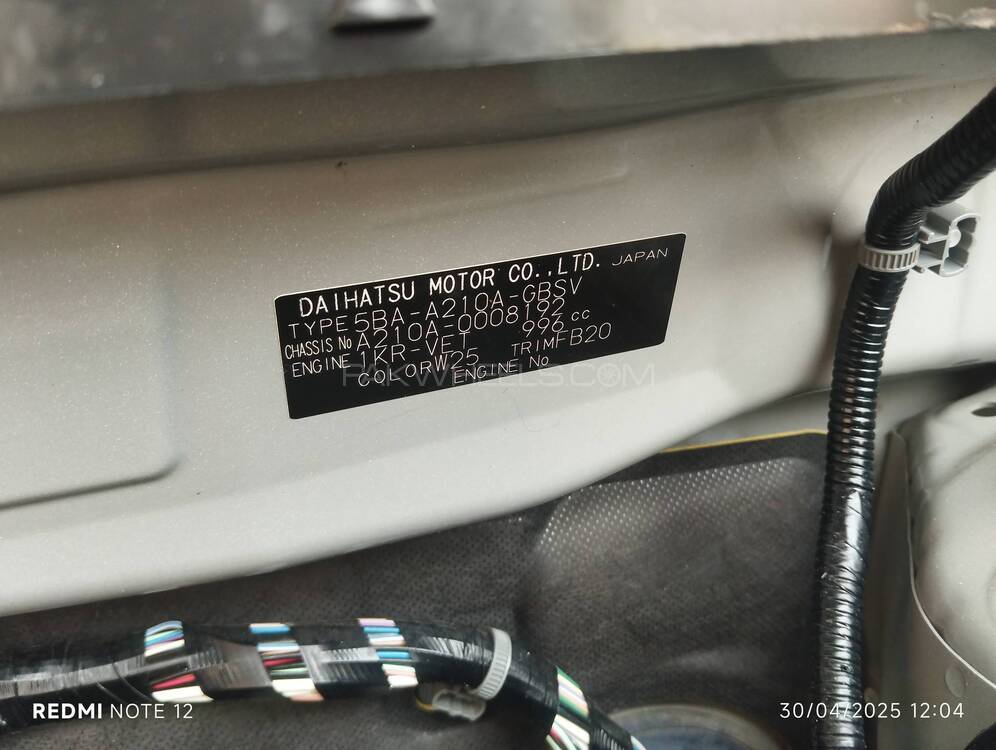 DAIHATSU MOTOR CO.,LTD. JAPAN
TYPE 5BA-A210A-GBSV
CHASSIS No A210A-0008192
ENGINE 1KR-VET 996 cc
COLOR W25 TRIM FB20
ENGINE No
PAKWHEELS.COM
REDMI NOTE 12
30/04/2025 12:04